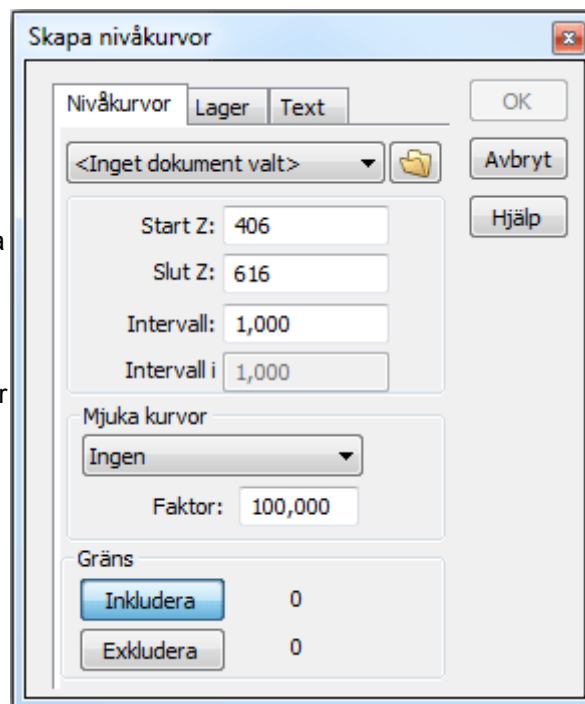 Skapa nivåkurvor
Nivåkurvor Lager Text
OK
<Inget dokument valt>
Avbryt
Hjälp
Start Z: 406
a
Slut Z: 616
Intervall: 1,000
Intervall i 1,000
r
Mjuka kurvor
Ingen
Faktor: 100,000
Gräns
Inkludera 0
Exkludera 0